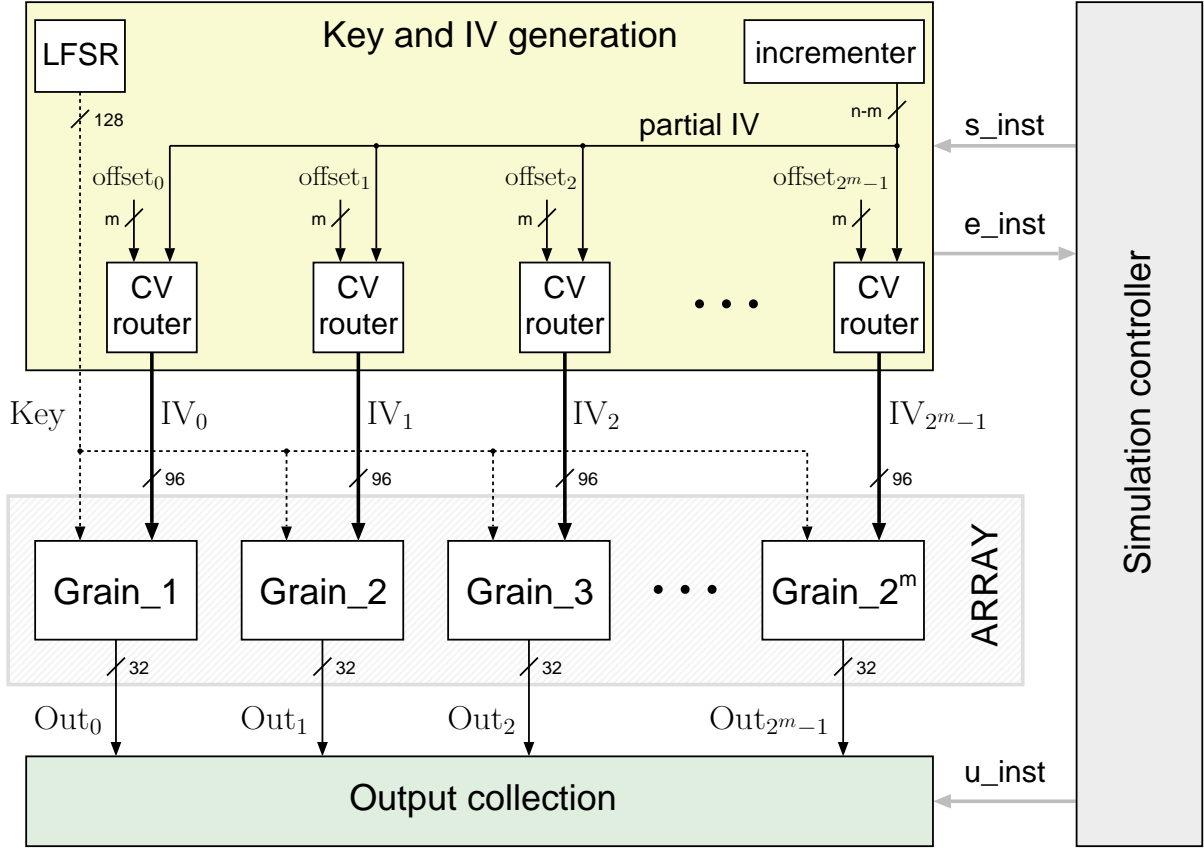 LFSR
Key and IV generation
incrementer
128
n-m
partial IV
s_inst
offset₀
offset₁
offset₂
offset₂ᵐ₋₁
m
m
m
m
e_inst
CV
router
CV
router
CV
router
• • •
CV
router
Simulation controller
Key
IV₀
IV₁
IV₂
IV₂ᵐ₋₁
96
96
96
96
Grain_1
Grain_2
Grain_3
• • •
Grain_2ᵐ
ARRAY
32
32
32
32
Out₀
Out₁
Out₂
Out₂ᵐ₋₁
u_inst
Output collection